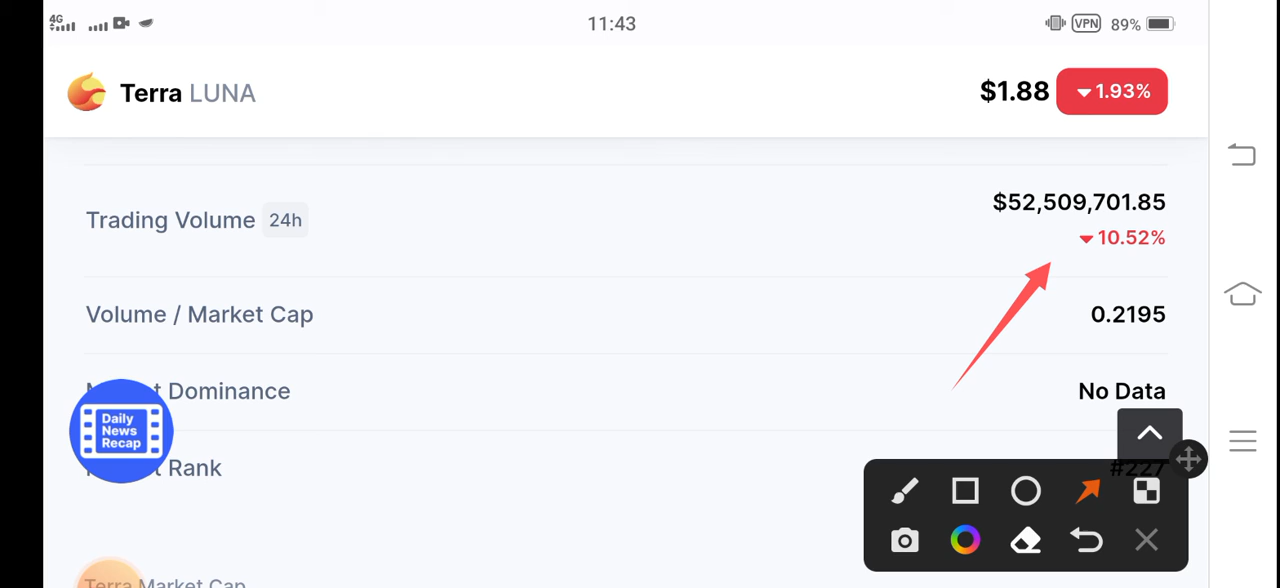 4G 11:43 VPN 89%
Terra LUNA $1.88 1.93%
Trading Volume 24h $52,509,701.85
10.52%
Volume / Market Cap 0.2195
Dominance No Data
Daily
News
Recap
Rank #227
Terra Market Cap